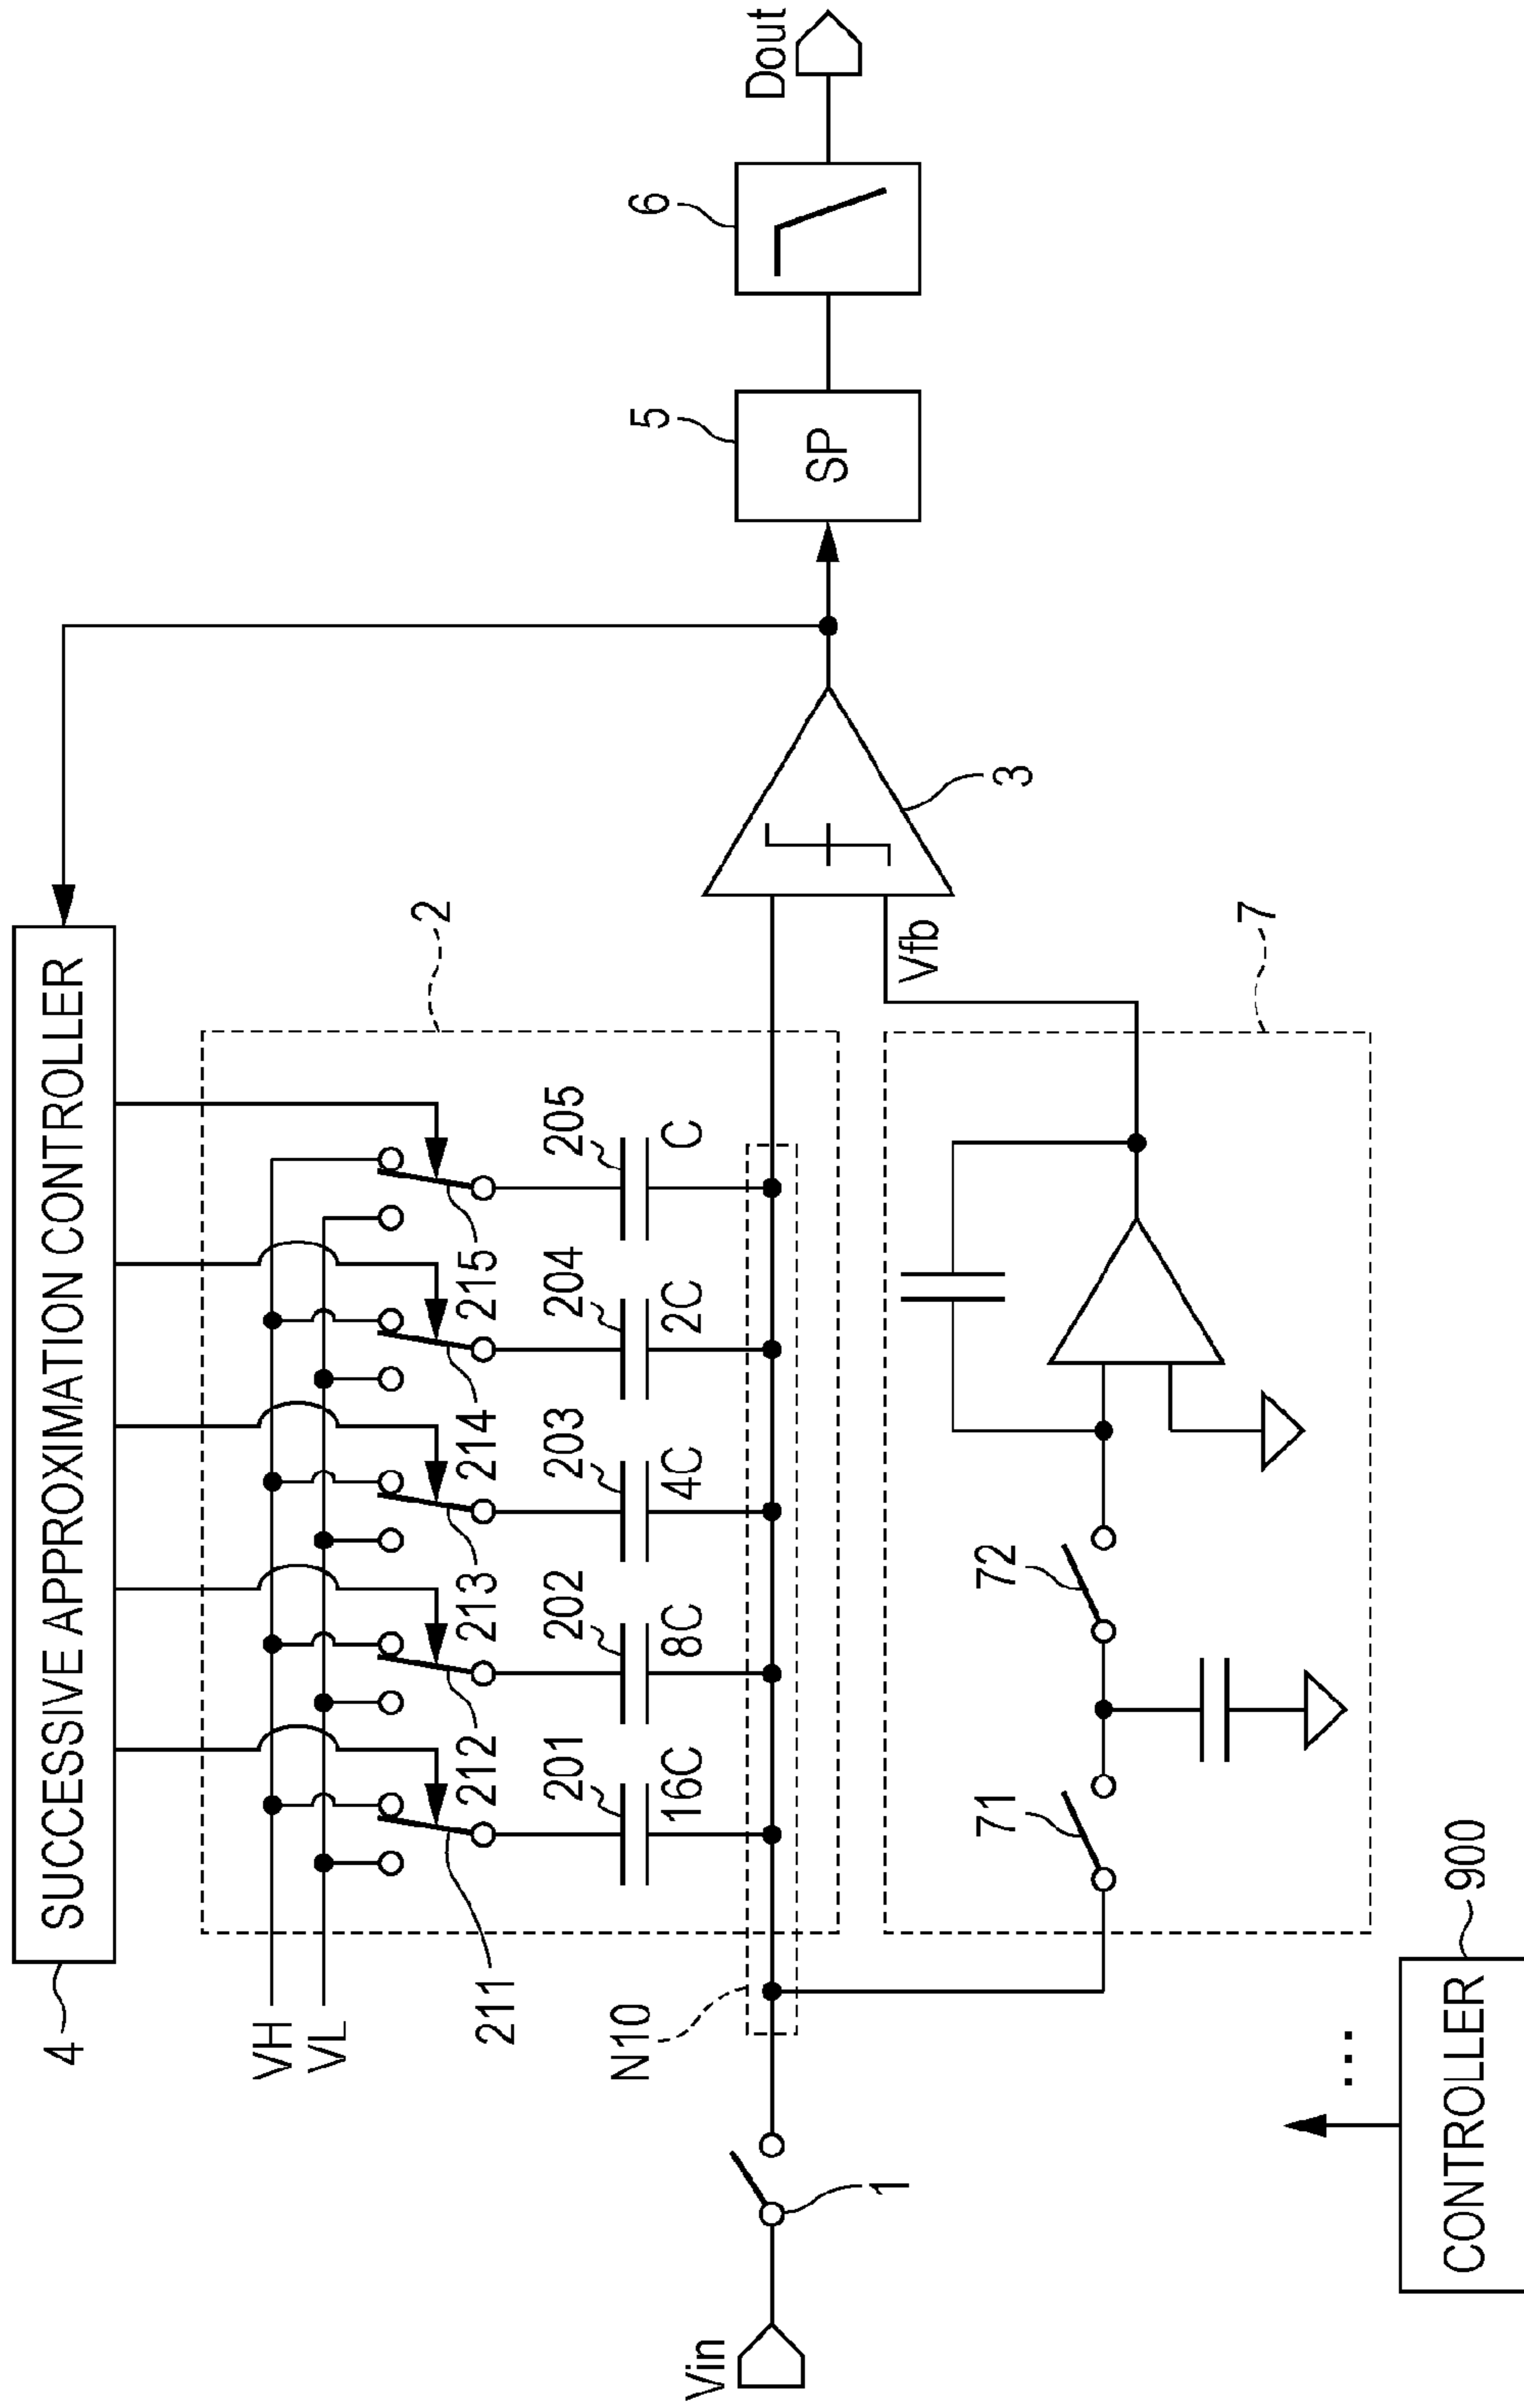 SUCCESSIVE APPROXIMATION CONTROLLER
4
2
VH
VL
211
212
213
214
215
201
202
203
204
205
16C
8C
4C
2C
C
N10
Vin
1
Vfb
3
5
SP
6
Dout
7
71
72
CONTROLLER
900
...